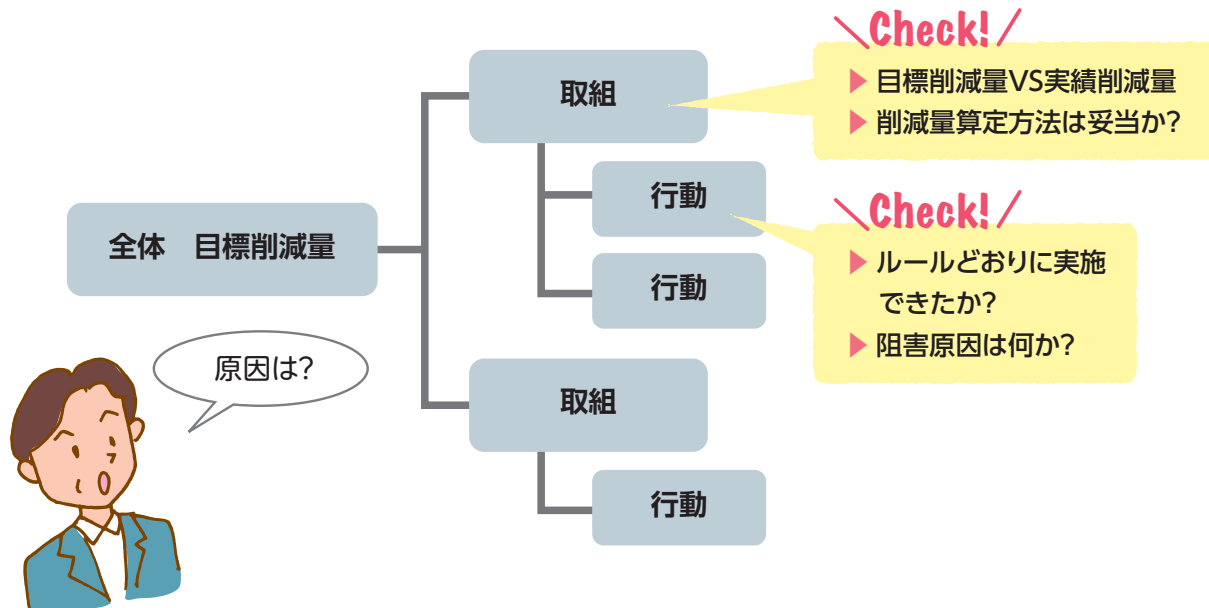 Check!
取組
▶ 目標削減量VS実績削減量
▶ 削減量算定方法は妥当か?
行動
Check!
全体　目標削減量
▶ ルールどおりに実施
できたか?
行動
▶ 阻害原因は何か?
原因は?
取組
行動